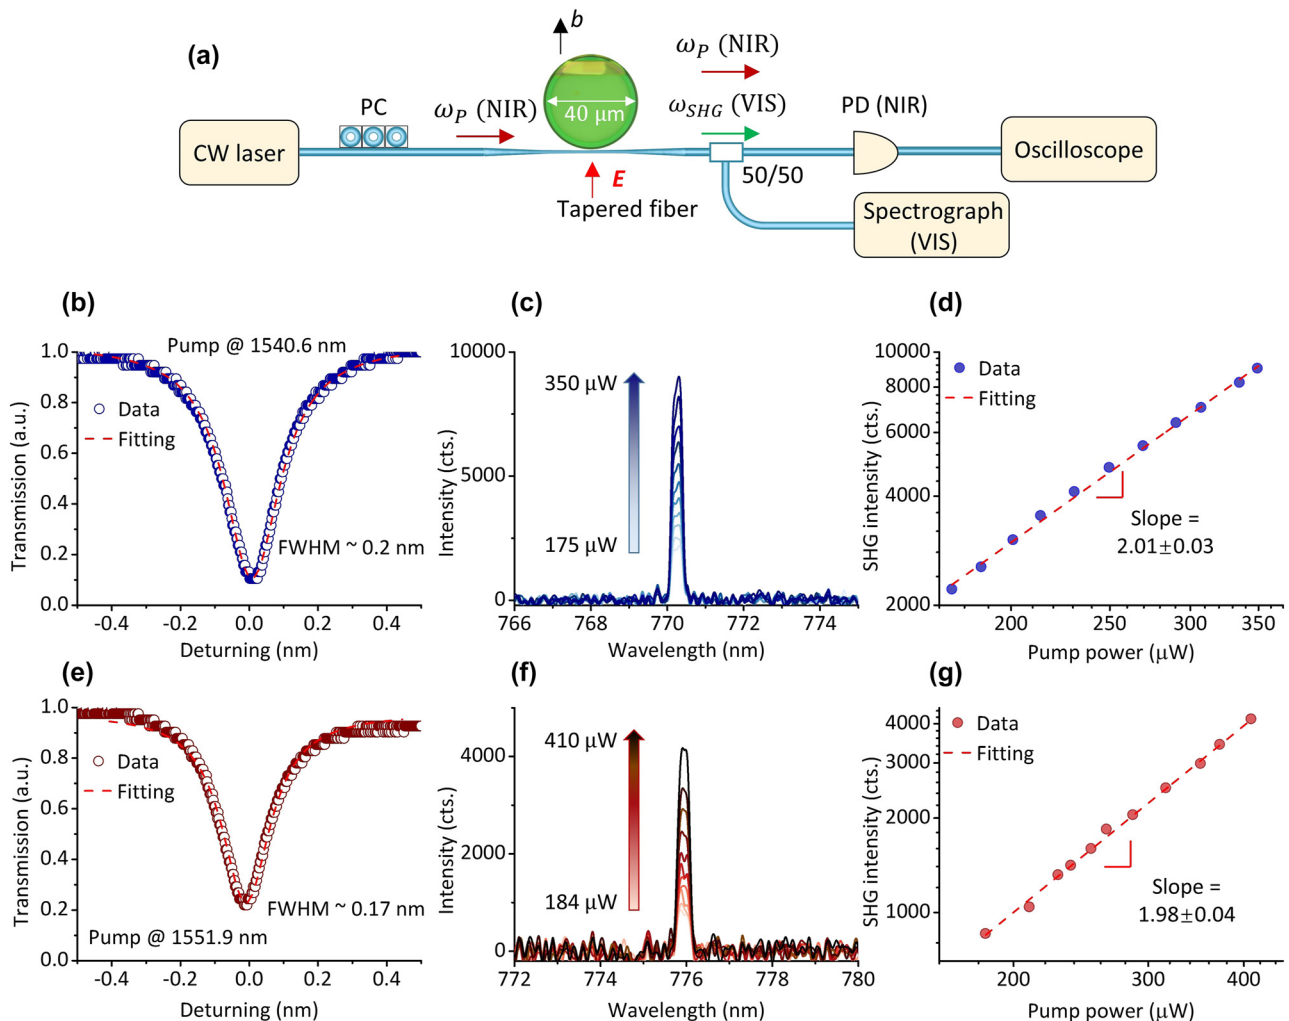 (a)
b
ω_P (NIR)
PC
ω_P (NIR)
40 µm
ω_SHG (VIS)
PD (NIR)
CW laser
Oscilloscope
50/50
E
Tapered fiber
Spectrograph
(VIS)
(b)
Pump @ 1540.6 nm
Data
Fitting
FWHM ~ 0.2 nm
Transmission (a.u.)
1.0
0.8
0.6
0.4
0.2
0.0
-0.4 -0.2 0.0 0.2 0.4
Deturning (nm)
(c)
350 µW
175 µW
Intensity (cts.)
10000
5000
0
766 768 770 772 774
Wavelength (nm)
(d)
Data
Fitting
Slope =
2.01±0.03
SHG intensity (cts.)
10000
8000
6000
4000
2000
200 250 300 350
Pump power (µW)
(e)
Data
Fitting
FWHM ~ 0.17 nm
Pump @ 1551.9 nm
Transmission (a.u.)
1.0
0.8
0.6
0.4
0.2
0.0
-0.4 -0.2 0.0 0.2 0.4
Deturning (nm)
(f)
410 µW
184 µW
Intensity (cts.)
4000
2000
0
772 774 776 778 780
Wavelength (nm)
(g)
Data
Fitting
Slope =
1.98±0.04
SHG intensity (cts.)
4000
3000
2000
1000
200 300 400
Pump power (µW)